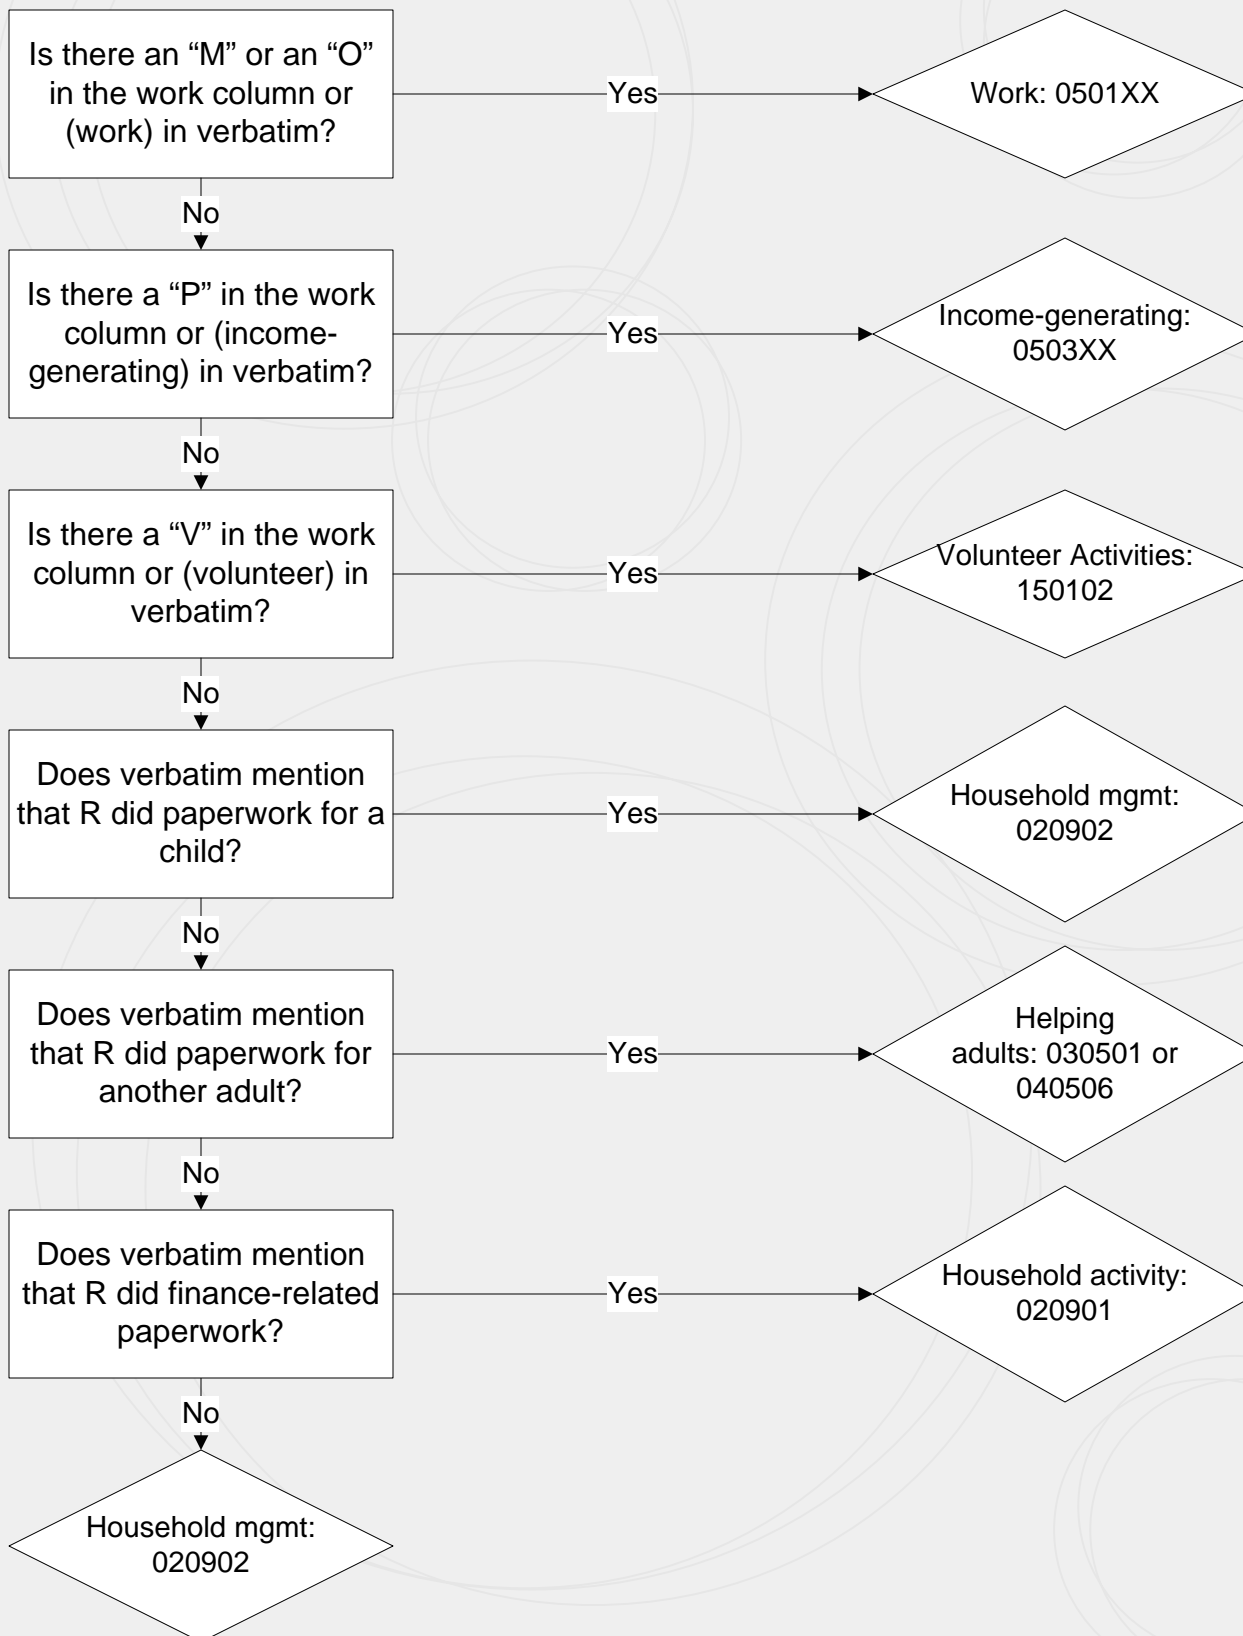 Is there an “M” or an “O”
in the work column or
(work) in verbatim?
Yes
Work: 0501XX
No
Is there a “P” in the work
column or (income-
generating) in verbatim?
Yes
Income-generating:
0503XX
No
Is there a “V” in the work
column or (volunteer) in
verbatim?
Yes
Volunteer Activities:
150102
No
Does verbatim mention
that R did paperwork for a
child?
Yes
Household mgmt:
020902
No
Does verbatim mention
that R did paperwork for
another adult?
Yes
Helping
adults: 030501 or
040506
No
Does verbatim mention
that R did finance-related
paperwork?
Yes
Household activity:
020901
No
Household mgmt:
020902